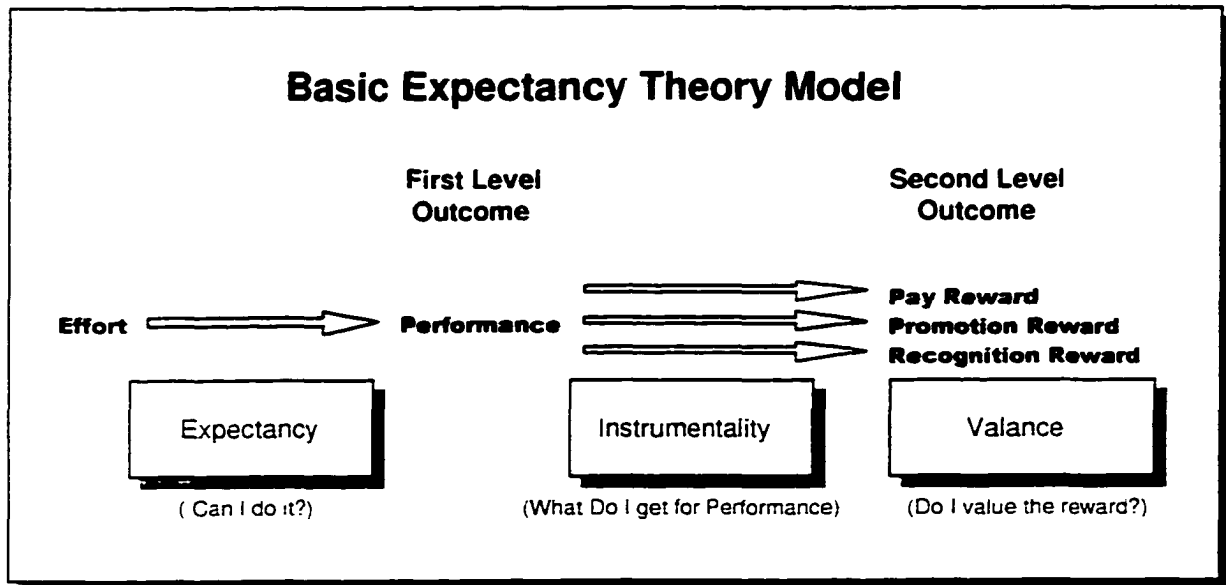 Basic Expectancy Theory Model
First Level
Outcome
Second Level
Outcome
Effort
Performance
Pay Reward
Promotion Reward
Recognition Reward
Expectancy
Instrumentality
Valance
( Can I do it?)
(What Do I get for Performance)
(Do I value the reward?)